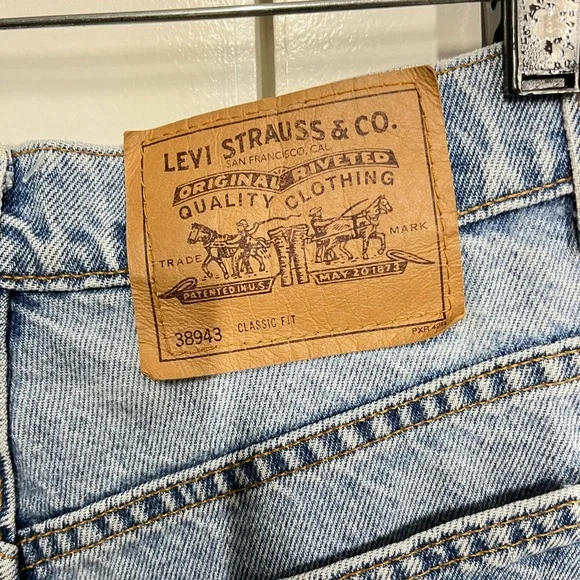 LEVI STRAUSS & CO.
SAN FRANCISCO, CAL
ORIGINAL RIVETED
QUALITY CLOTHING
TRADE MARK
PATENTED IN U.S. MAY 20 1873
38943 CLASSIC FIT